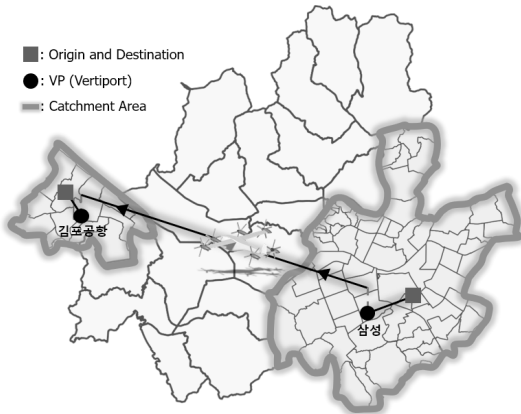 : Origin and Destination
: VP (Vertiport)
: Catchment Area
김포공항
삼성